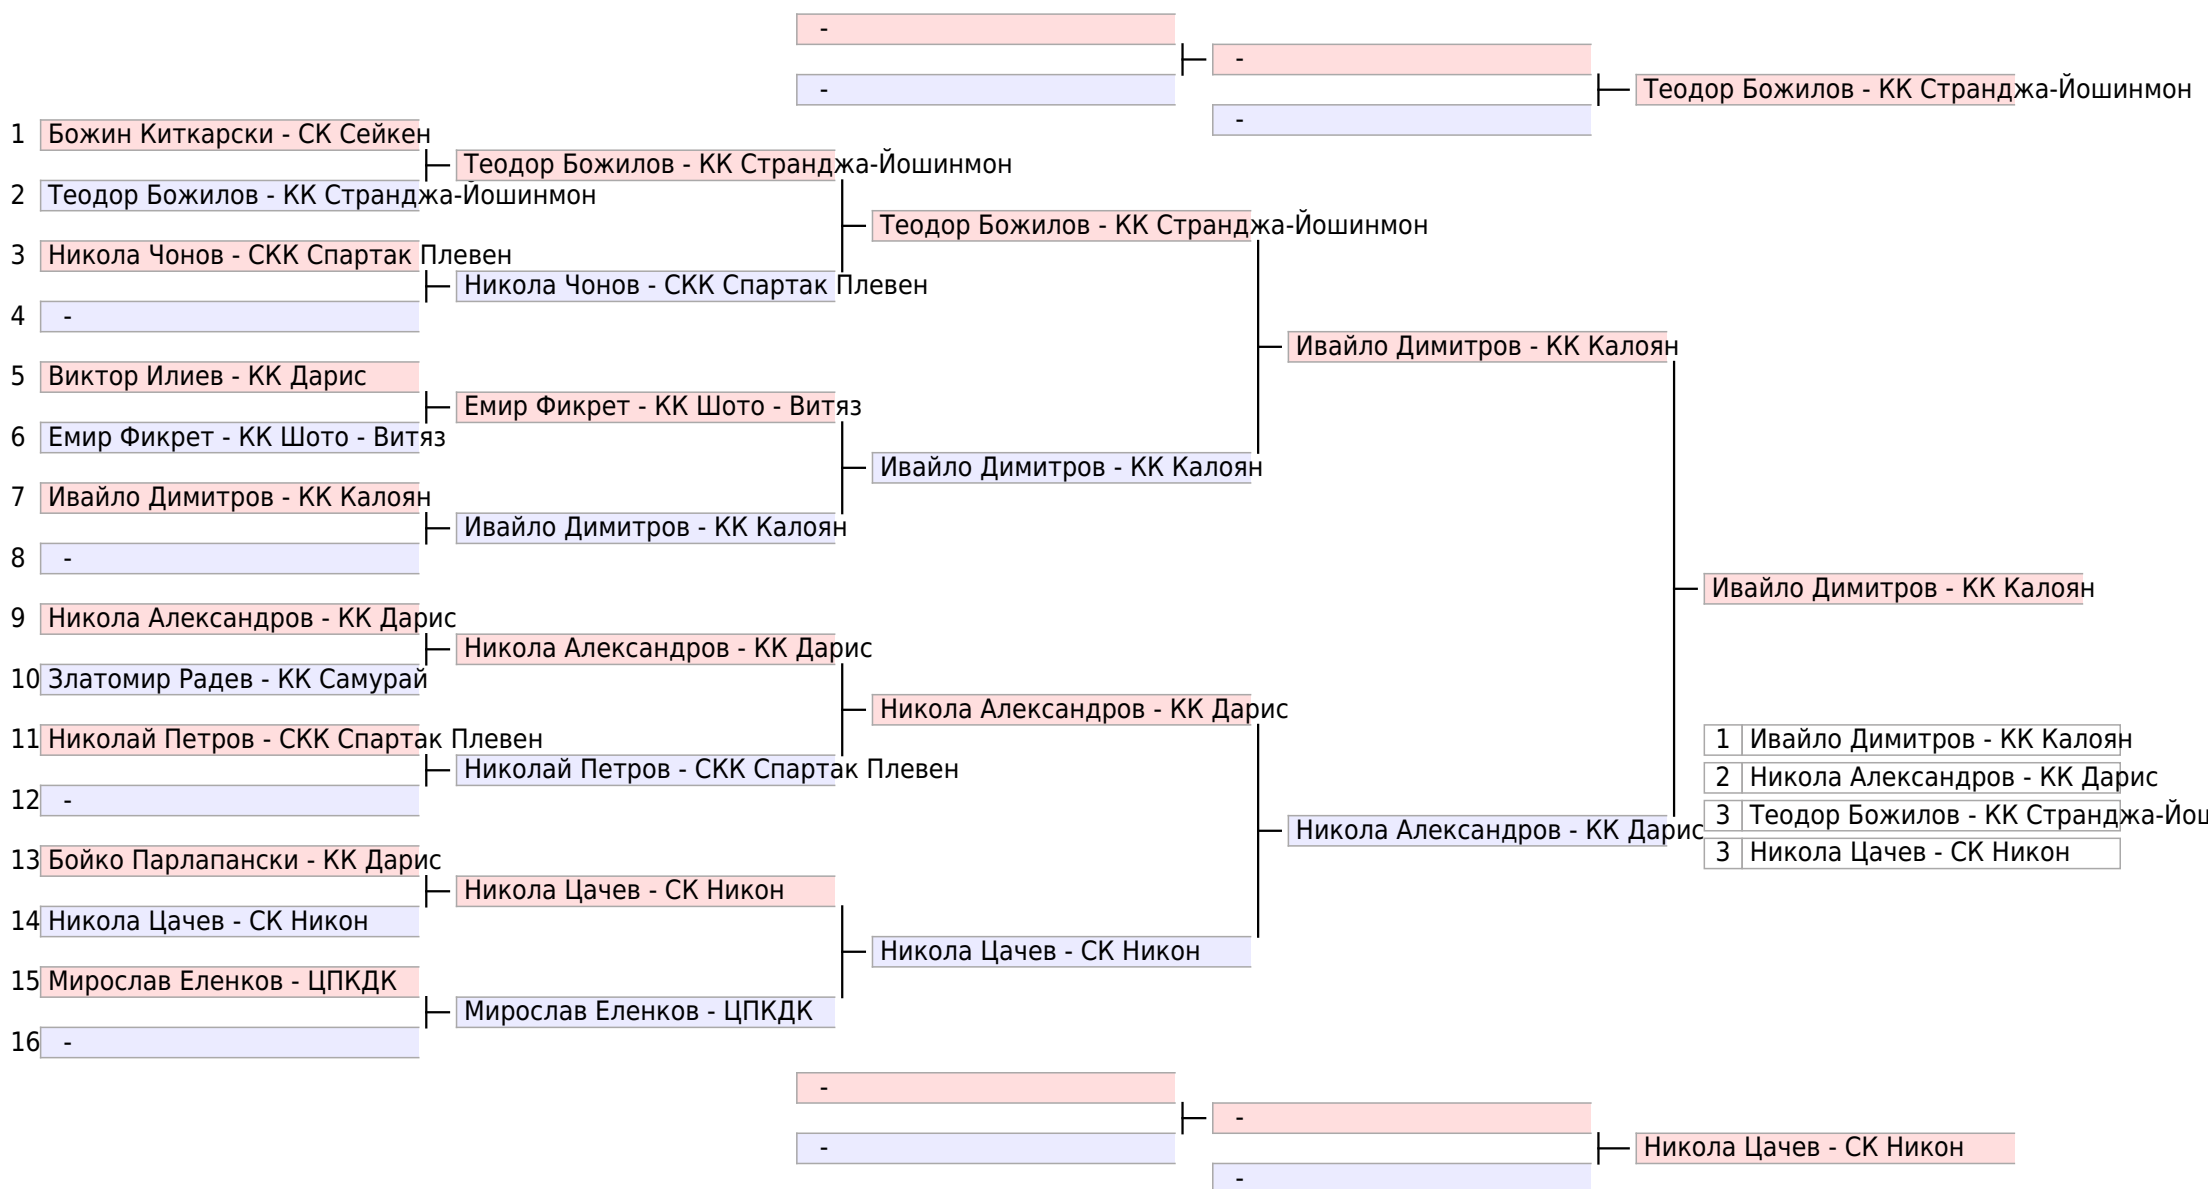 -
-
-
-
Теодор Божилов - КК Странджа-Йошинмон
1 Божин Киткарски - СК Сейкен
Теодор Божилов - КК Странджа-Йошинмон
2 Теодор Божилов - КК Странджа-Йошинмон
Теодор Божилов - КК Странджа-Йошинмон
3 Никола Чонов - СКК Спартак Плевен
Никола Чонов - СКК Спартак Плевен
4 -
Ивайло Димитров - КК Калоян
5 Виктор Илиев - КК Дарис
Емир Фикрет - КК Шото - Витяз
6 Емир Фикрет - КК Шото - Витяз
Ивайло Димитров - КК Калоян
7 Ивайло Димитров - КК Калоян
Ивайло Димитров - КК Калоян
8 -
Ивайло Димитров - КК Калоян
9 Никола Александров - КК Дарис
Никола Александров - КК Дарис
10 Златомир Радев - КК Самурай
Никола Александров - КК Дарис
11 Николай Петров - СКК Спартак Плевен
Николай Петров - СКК Спартак Плевен
12 -
Никола Александров - КК Дарис
13 Бойко Парлапански - КК Дарис
Никола Цачев - СК Никон
14 Никола Цачев - СК Никон
Никола Цачев - СК Никон
15 Мирослав Еленков - ЦПКДК
Мирослав Еленков - ЦПКДК
16 -
1 Ивайло Димитров - КК Калоян
2 Никола Александров - КК Дарис
3 Теодор Божилов - КК Странджа-Йо
3 Никола Цачев - СК Никон
-
-
-
-
Никола Цачев - СК Никон